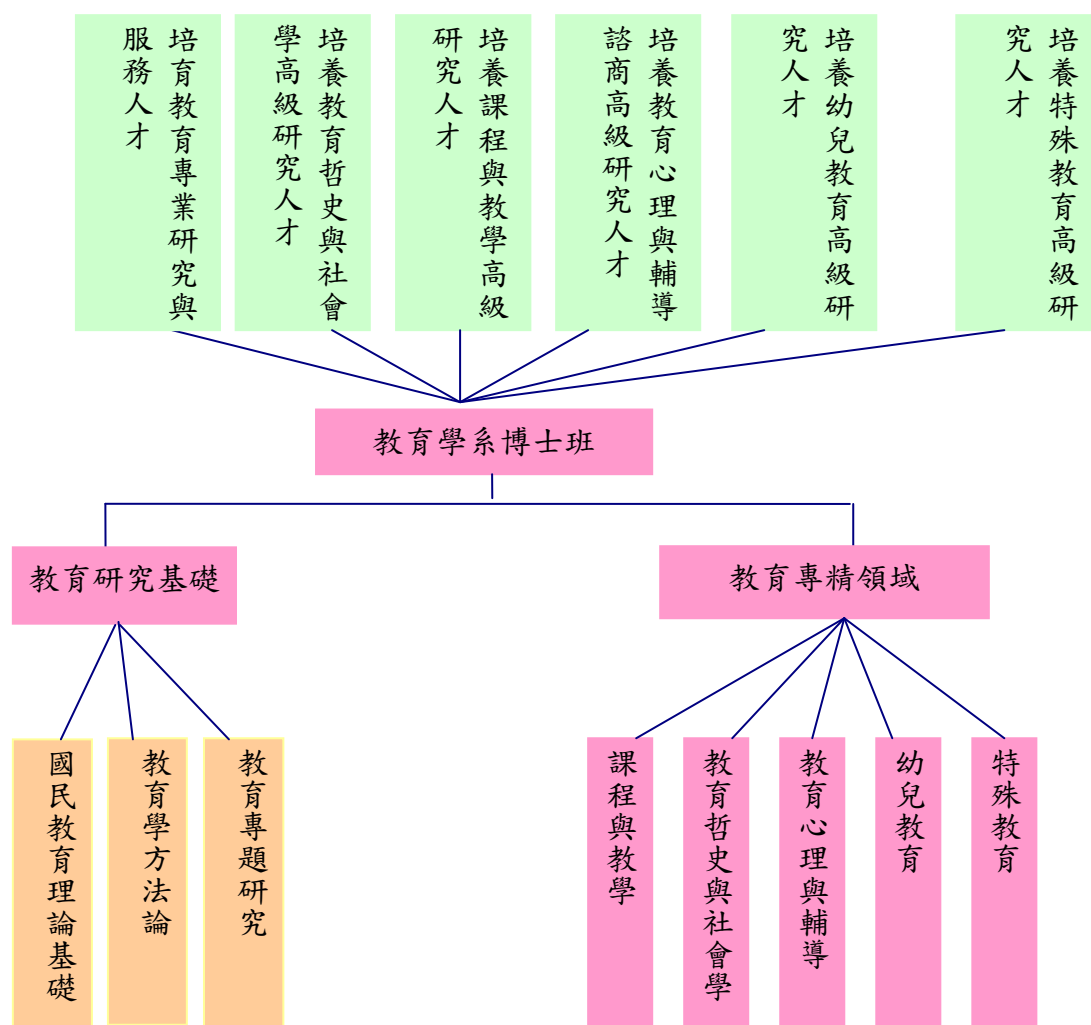 培育教育專業研究與
服務人才
培養教育哲史與社會
學高級研究人才
培養課程與教學高級
研究人才
培養教育心理與輔導
諮商高級研究人才
培養幼兒教育高級研
究人才
培養特殊教育高級研
究人才
教育學系博士班
教育研究基礎
教育專精領域
國民教育理論基礎
教育學方法論
教育專題研究
課程與教學
教育哲史與社會學
教育心理與輔導
幼兒教育
特殊教育